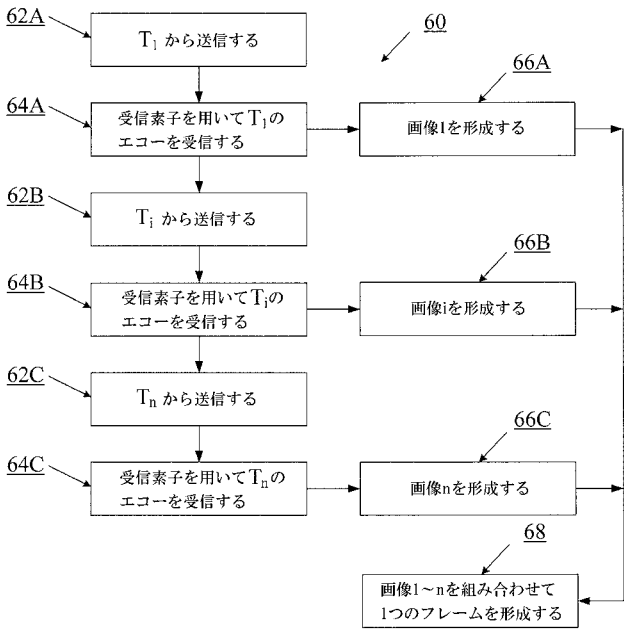 62A
T1 から送信する
60
64A
受信素子を用いてT1の
エコーを受信する
66A
画像1を形成する
62B
Ti から送信する
64B
受信素子を用いてTiの
エコーを受信する
66B
画像iを形成する
62C
Tn から送信する
64C
受信素子を用いてTnの
エコーを受信する
66C
画像nを形成する
68
画像1～nを組み合わせて
1つのフレームを形成する